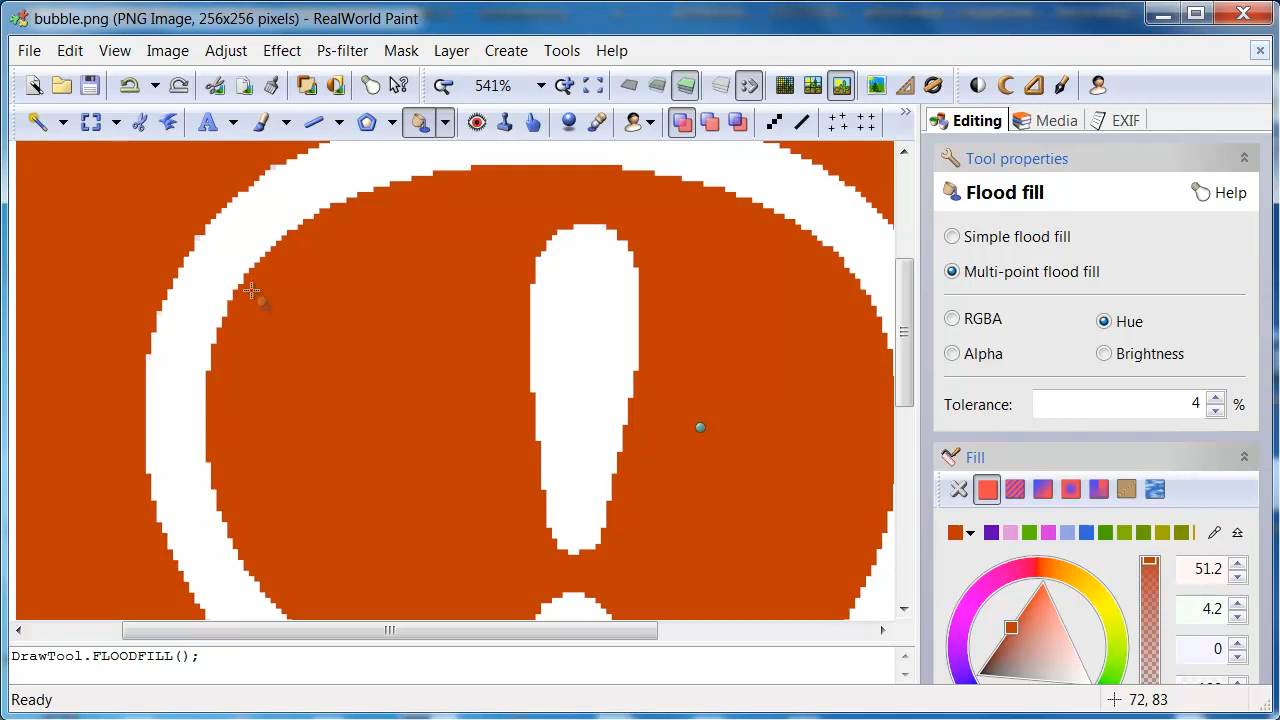 bubble.png (PNG Image, 256x256 pixels) - RealWorld Paint
File Edit View Image Adjust Effect Ps-filter Mask Layer Create Tools Help
541%
Editing Media EXIF
Tool properties
Flood fill Help
Simple flood fill
Multi-point flood fill
RGBA Hue
Alpha Brightness
Tolerance: 4 %
Fill
51.2
4.2
0
DrawTool.FLOODFILL();
Ready 72, 83